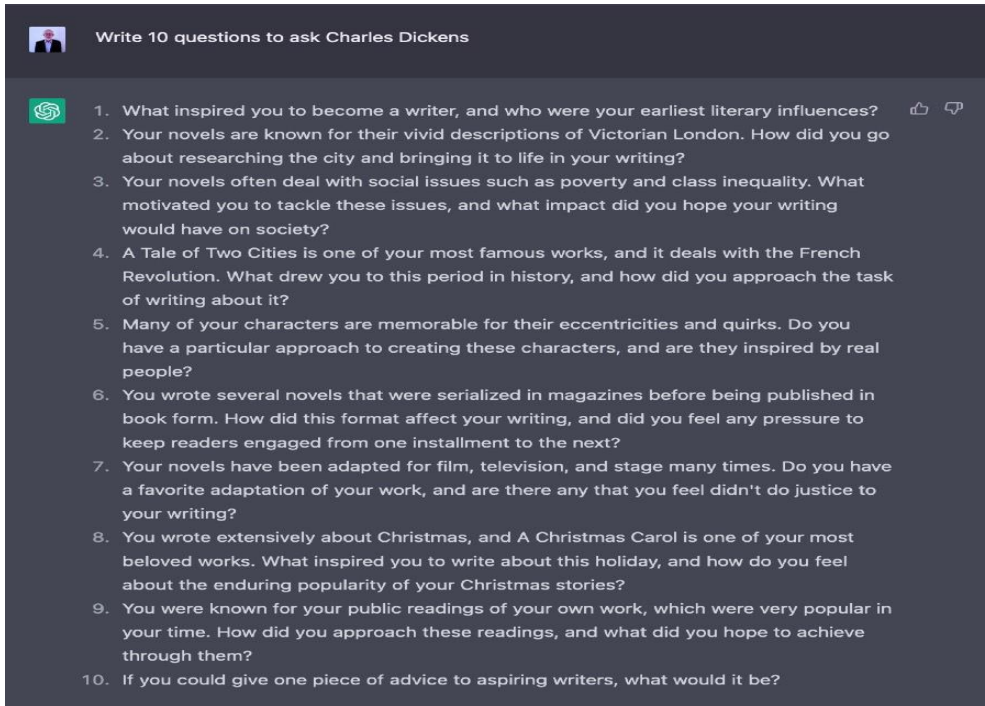 Write 10 questions to ask Charles Dickens
1. What inspired you to become a writer, and who were your earliest literary influences?
2. Your novels are known for their vivid descriptions of Victorian London. How did you go
about researching the city and bringing it to life in your writing?
3. Your novels often deal with social issues such as poverty and class inequality. What
motivated you to tackle these issues, and what impact did you hope your writing
would have on society?
4. A Tale of Two Cities is one of your most famous works, and it deals with the French
Revolution. What drew you to this period in history, and how did you approach the task
of writing about it?
5. Many of your characters are memorable for their eccentricities and quirks. Do you
have a particular approach to creating these characters, and are they inspired by real
people?
6. You wrote several novels that were serialized in magazines before being published in
book form. How did this format affect your writing, and did you feel any pressure to
keep readers engaged from one installment to the next?
7. Your novels have been adapted for film, television, and stage many times. Do you have
a favorite adaptation of your work, and are there any that you feel didn't do justice to
your writing?
8. You wrote extensively about Christmas, and A Christmas Carol is one of your most
beloved works. What inspired you to write about this holiday, and how do you feel
about the enduring popularity of your Christmas stories?
9. You were known for your public readings of your own work, which were very popular in
your time. How did you approach these readings, and what did you hope to achieve
through them?
10. If you could give one piece of advice to aspiring writers, what would it be?